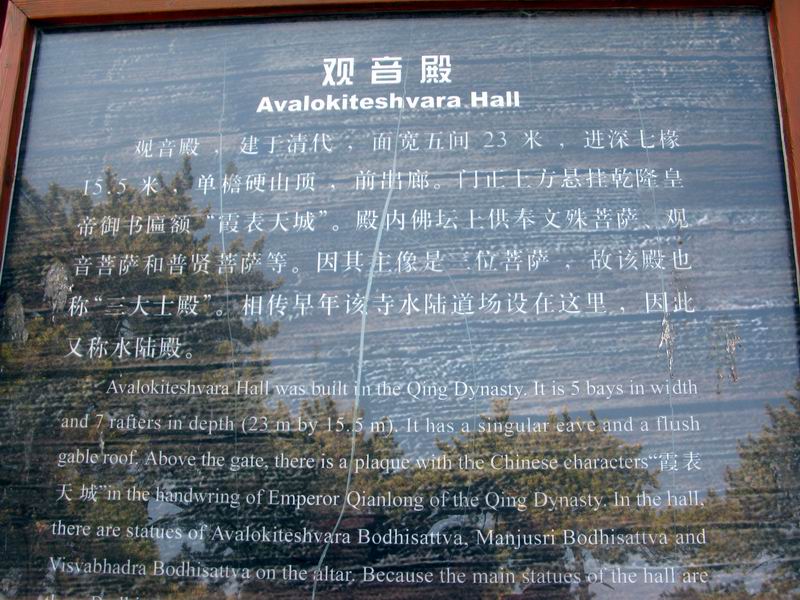 观音殿
Avalokiteshvara Hall
观音殿，建于清代，面宽五间 23 米，进深七椽
15.5 米，单檐硬山顶，前出廊。门正上方悬挂乾隆皇
帝御书匾额“霞表天城”。殿内佛坛上供奉文殊菩萨、观
音菩萨和普贤菩萨等。因其主像是三位菩萨，故该殿也
称“三大士殿”。相传早年该寺水陆道场设在这里，因此
又称水陆殿。
Avalokiteshvara Hall was built in the Qing Dynasty. It is 5 bays in width
and 7 rafters in depth (23 m by 15.5 m). It has a singular eave and a flush
gable roof. Above the gate, there is a plaque with the Chinese characters“霞表
天城”in the handwring of Emperor Qianlong of the Qing Dynasty. In the hall,
there are statues of Avalokiteshvara Bodhisattva, Manjusri Bodhisattva and
Visvabhadra Bodhisattva on the altar. Because the main statues of the hall are